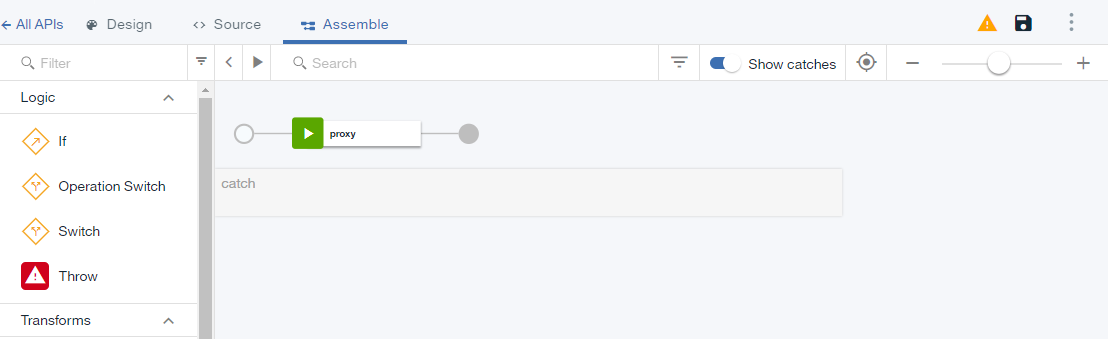 All APIs Design Source Assemble
Filter Search Show catches
Logic
If
Operation Switch
Switch
Throw
Transforms
proxy
catch